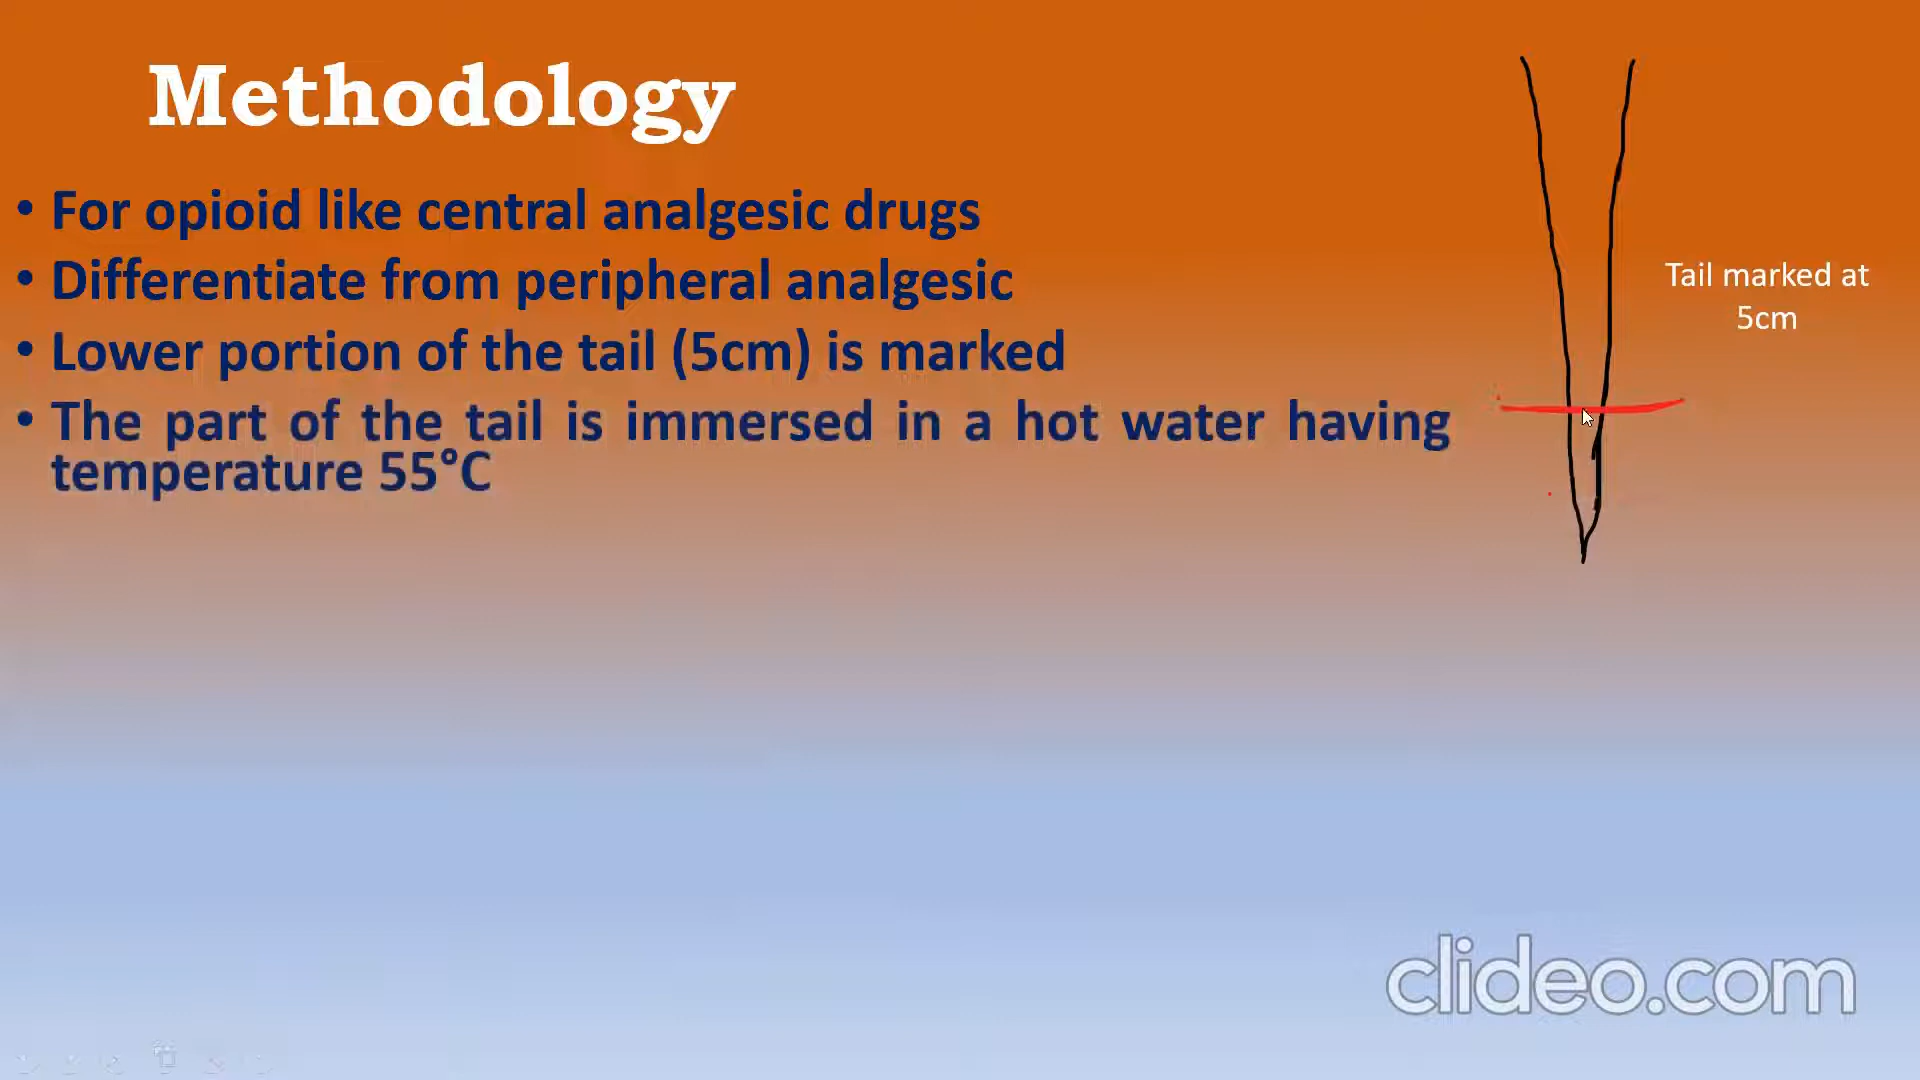 Methodology
• For opioid like central analgesic drugs
• Differentiate from peripheral analgesic
• Lower portion of the tail (5cm) is marked
• The part of the tail is immersed in a hot water having
temperature 55°C
Tail marked at
5cm
clideo.com